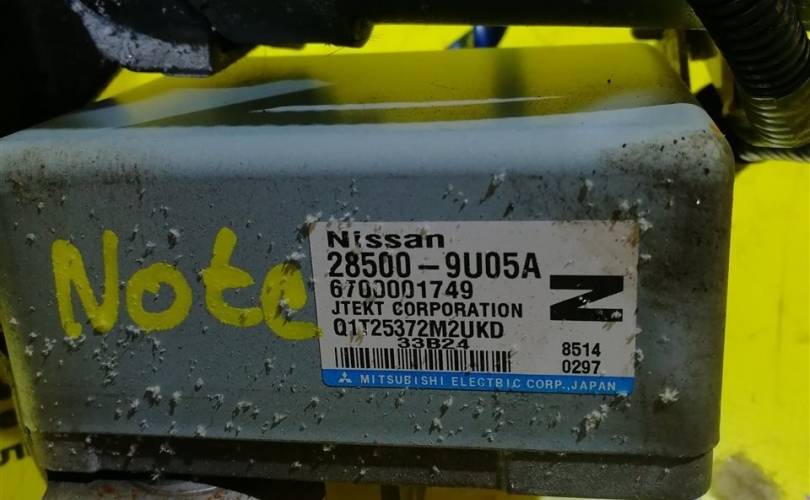 Note
Nissan
28500-9U05A
6700001749
JTEKT CORPORATION
Q1T25372M2UKD
33B24
N
8514
0297
MITSUBISHI ELECTRIC CORP., JAPAN